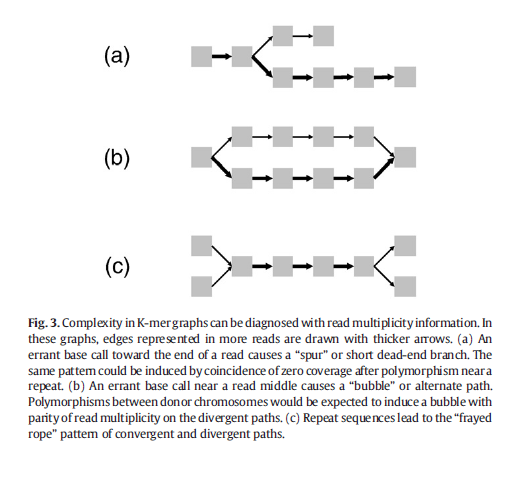 (a)
(b)
(c)
Fig. 3. Complexity in K-mer graphs can be diagnosed with read multiplicity information. In
these graphs, edges represented in more reads are drawn with thicker arrows. (a) An
errant base call toward the end of a read causes a “spur” or short dead-end branch. The
same pattern could be induced by coincidence of zero coverage after polymorphism near a
repeat. (b) An errant base call near a read middle causes a “bubble” or alternate path.
Polymorphisms between donor chromosomes would be expected to induce a bubble with
parity of read multiplicity on the divergent paths. (c) Repeat sequences lead to the “frayed
rope” pattern of convergent and divergent paths.